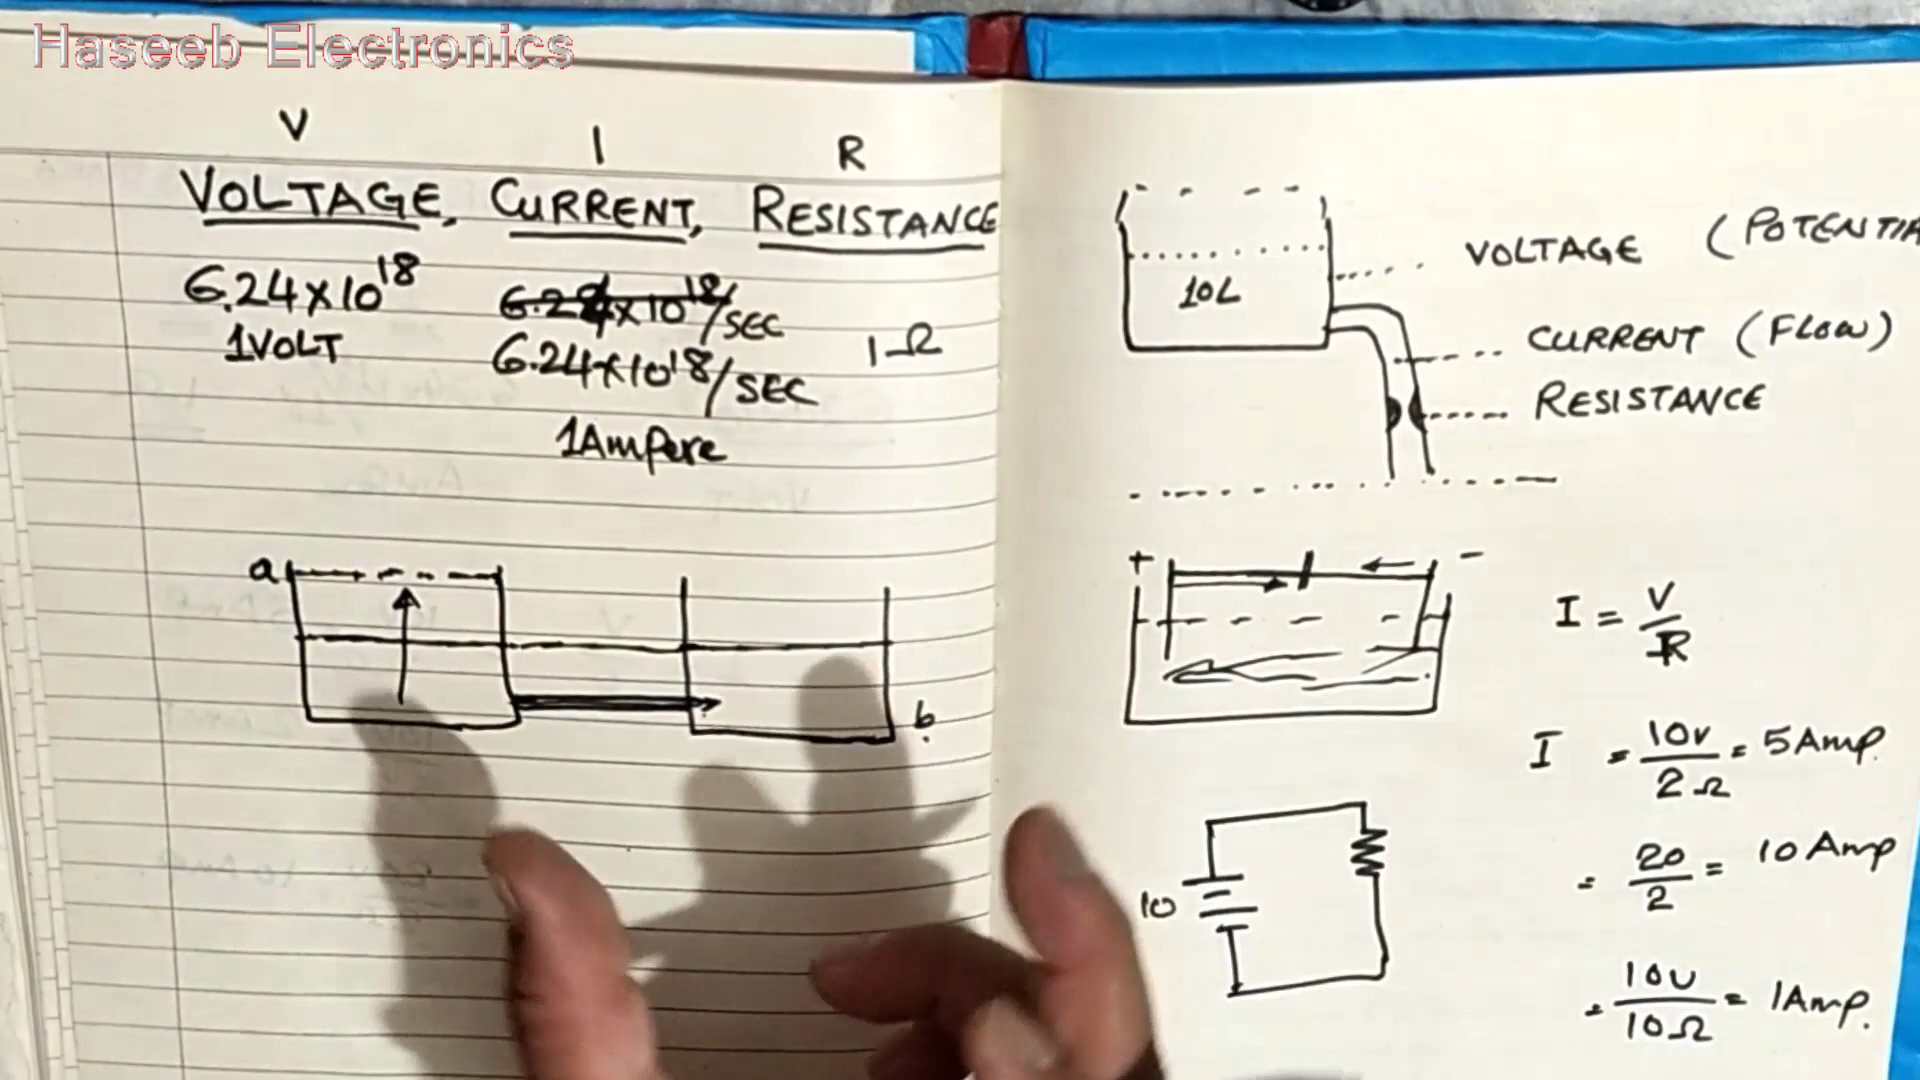 Haseeb Electronics
V I R
VOLTAGE, CURRENT, RESISTANCE
6.24x10^18
1VOLT
6.24x10^18/SEC
6.24x10^18/SEC
1Ampere
1Ω
a
b.
10L
VOLTAGE (POTENTIA
CURRENT (FLOW)
RESISTANCE
+ -
I = V/R
I = 10V/2Ω = 5Amp.
= 20/2 = 10 Amp
10
= 10V/10Ω = 1Amp.